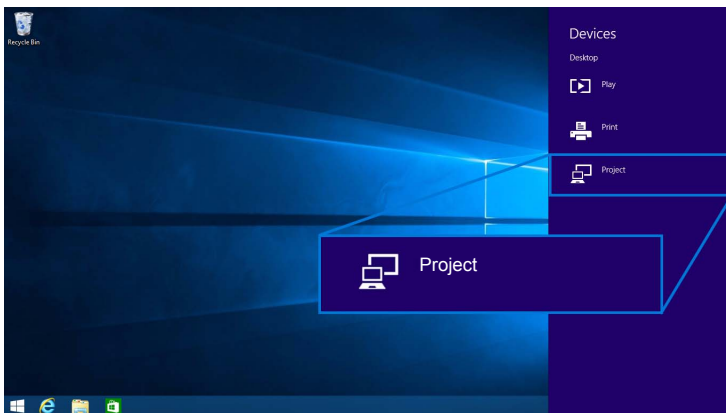 Recycle Bin
Devices
Desktop
Play
Print
Project
Project